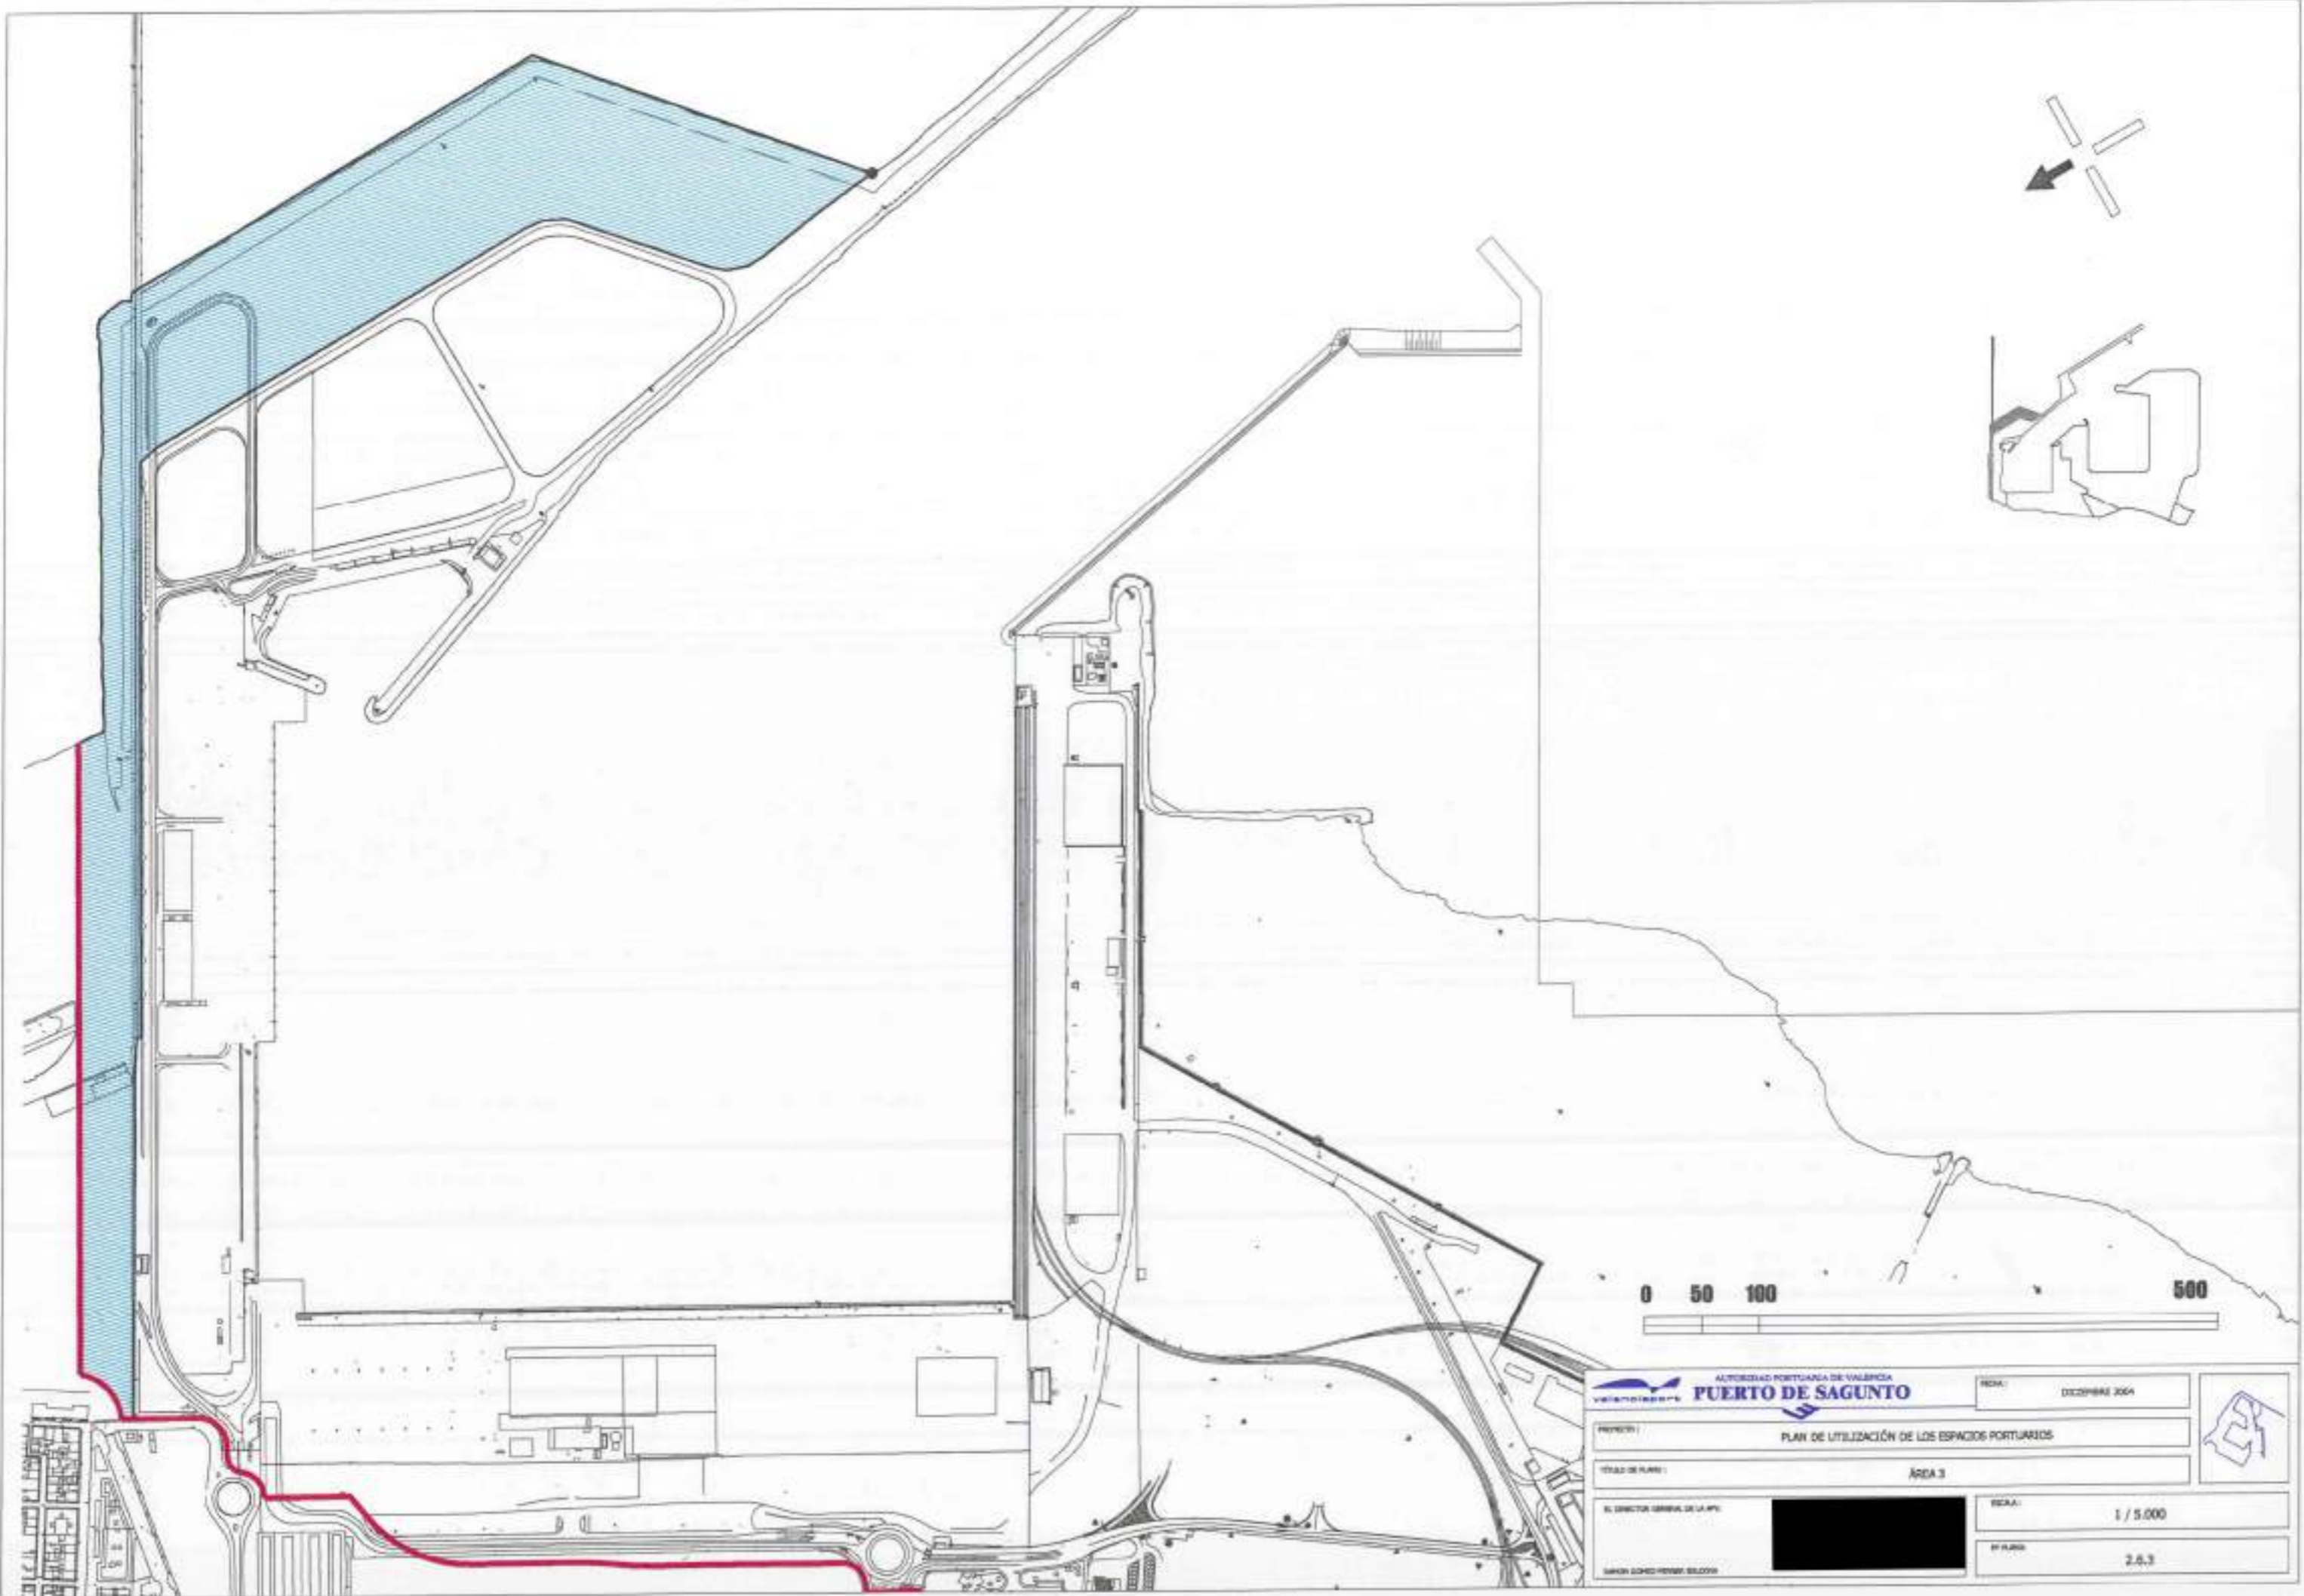 0 50 100 500
AUTORIDAD PORTUARIA DE VALENCIA
valenciaport PUERTO DE SAGUNTO
FECHA: DICIEMBRE 2004
PROYECTO:
PLAN DE UTILIZACIÓN DE LOS ESPACIOS PORTUARIOS
TÍTULO DE PLANO:
ÁREA 3
EL DIRECTOR GENERAL DE LA APV:
ESCALA:
1 / 5.000
Nº PLANO:
2.6.3